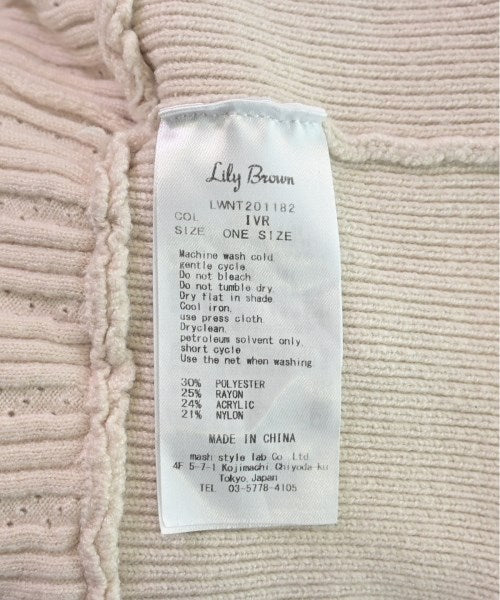 Lily Brown
LWNT201182
COL IVR
SIZE ONE SIZE
Machine wash cold
gentle cycle.
Do not bleach.
Do not tumble dry.
Dry flat in shade.
Cool iron,
use press cloth.
Dryclean,
petroleum solvent only,
short cycle
Use the net when washing.
30% POLYESTER
25% RAYON
24% ACRYLIC
21% NYLON
MADE IN CHINA
mash style lab Co. Ltd.
4F 5-7-1 Kojimachi, Chiyoda-ku
Tokyo, Japan
TEL 03-5778-4105